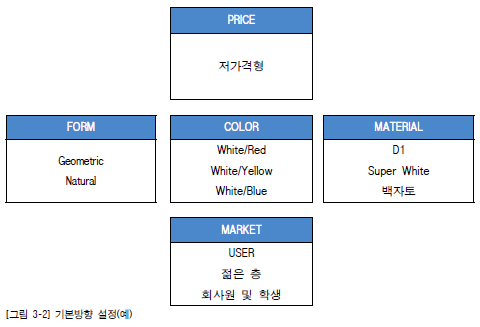 PRICE
저가격형
FORM
Geometric
Natural
COLOR
White/Red
White/Yellow
White/Blue
MATERIAL
D1
Super White
백자토
MARKET
USER
젊은 층
회사원 및 학생
[그림 3-2] 기본방향 설정(예)